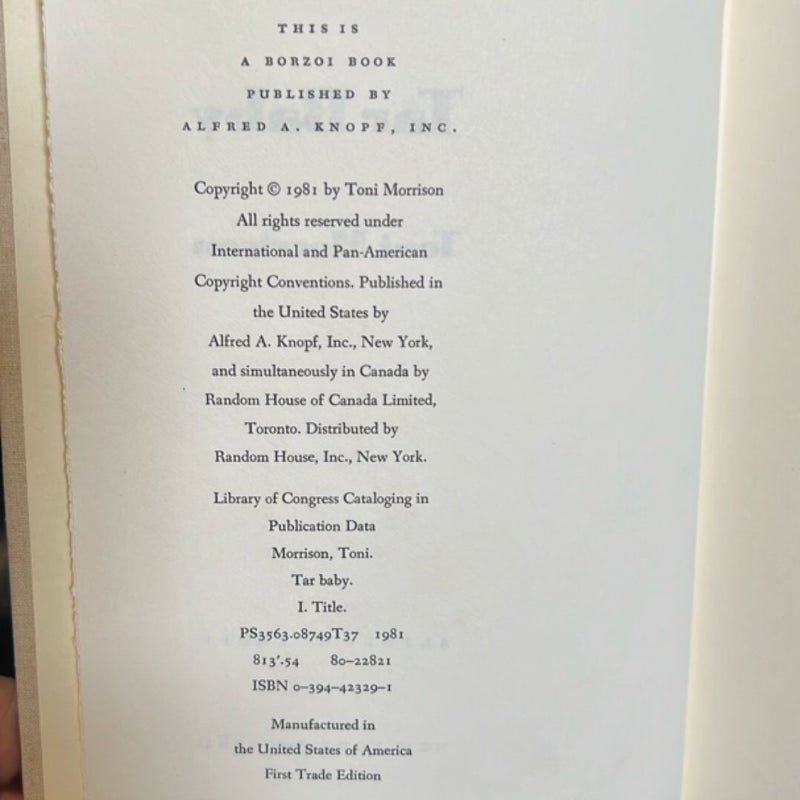 THIS IS
A BORZOI BOOK
PUBLISHED BY
ALFRED A. KNOPF, INC.
Copyright © 1981 by Toni Morrison
All rights reserved under
International and Pan-American
Copyright Conventions. Published in
the United States by
Alfred A. Knopf, Inc., New York,
and simultaneously in Canada by
Random House of Canada Limited,
Toronto. Distributed by
Random House, Inc., New York.
Library of Congress Cataloging in
Publication Data
Morrison, Toni.
Tar baby.
I. Title.
PS3563.o8749T37 1981
813'.54 80–22821
ISBN 0–394–42329–1
Manufactured in
the United States of America
First Trade Edition